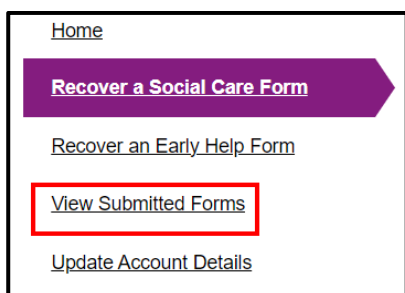 Home
Recover a Social Care Form
Recover an Early Help Form
View Submitted Forms
Update Account Details